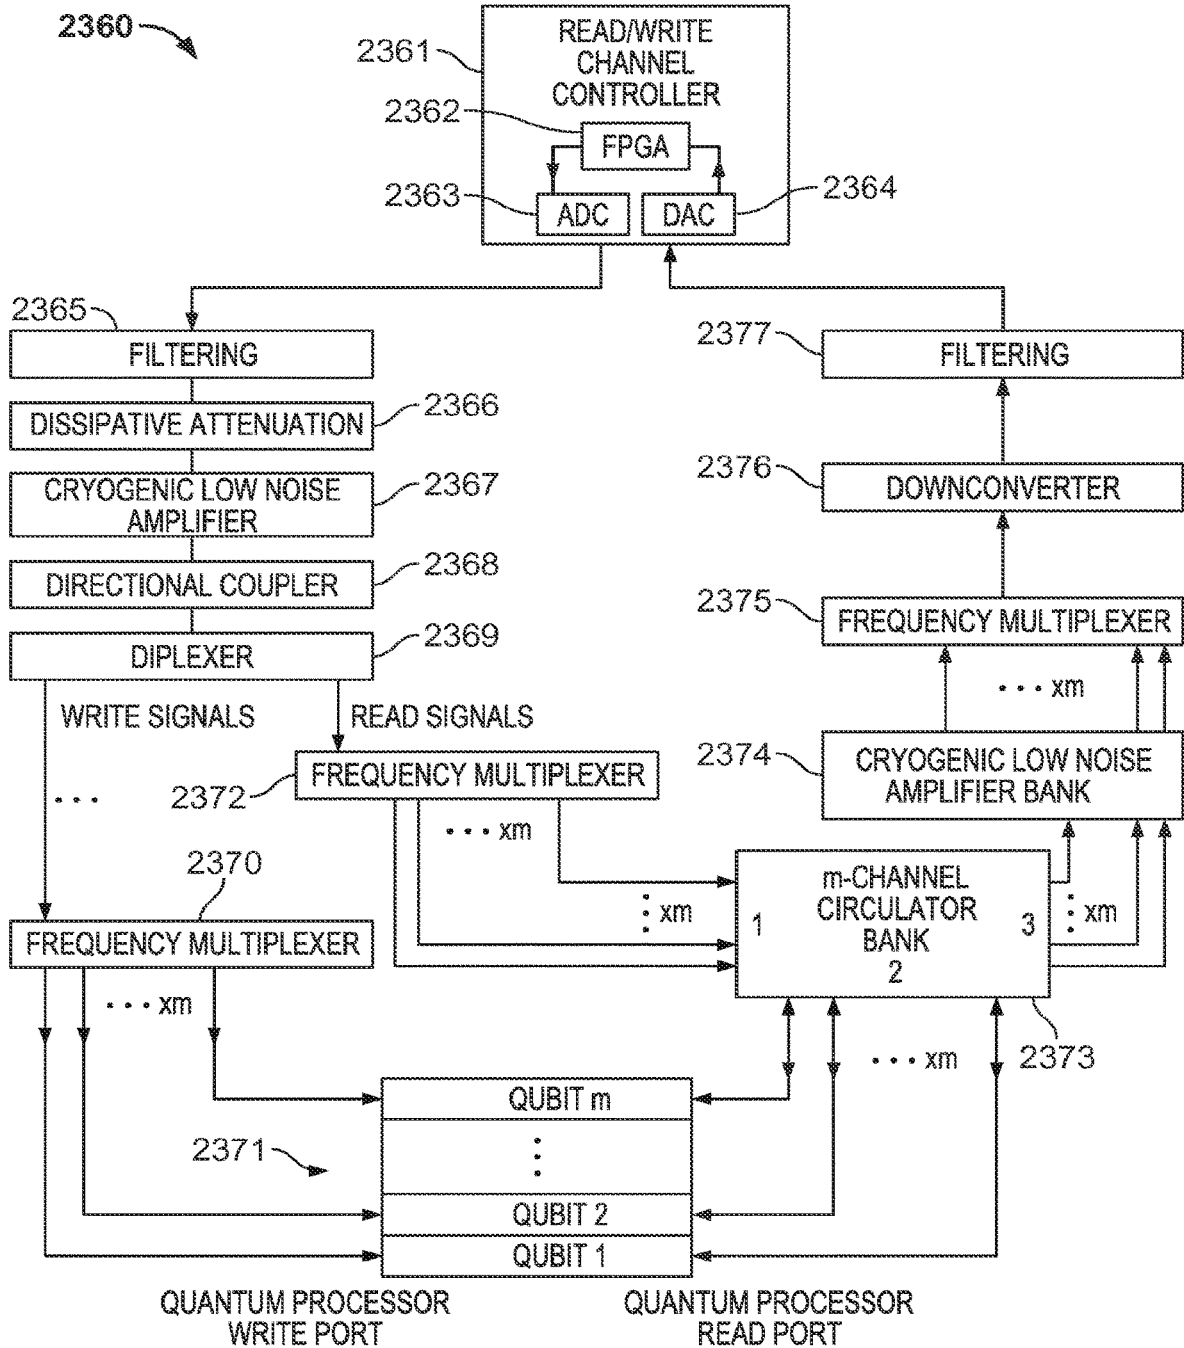 2360
2361
READ/WRITE
CHANNEL
CONTROLLER
2362
FPGA
2363
ADC
DAC
2364
2365
FILTERING
DISSIPATIVE ATTENUATION
2366
CRYOGENIC LOW NOISE
AMPLIFIER
2367
DIRECTIONAL COUPLER
2368
DIPLEXER
2369
WRITE SIGNALS
READ SIGNALS
2377
FILTERING
2376
DOWNCONVERTER
2375
FREQUENCY MULTIPLEXER
••• xm
2374
CRYOGENIC LOW NOISE
AMPLIFIER BANK
2372
FREQUENCY MULTIPLEXER
•••
••• xm
2370
FREQUENCY MULTIPLEXER
••• xm
m-CHANNEL
CIRCULATOR
BANK
1
2
3
••• xm
••• xm
2373
••• xm
QUBIT m
•••
QUBIT 2
QUBIT 1
2371
QUANTUM PROCESSOR
WRITE PORT
QUANTUM PROCESSOR
READ PORT